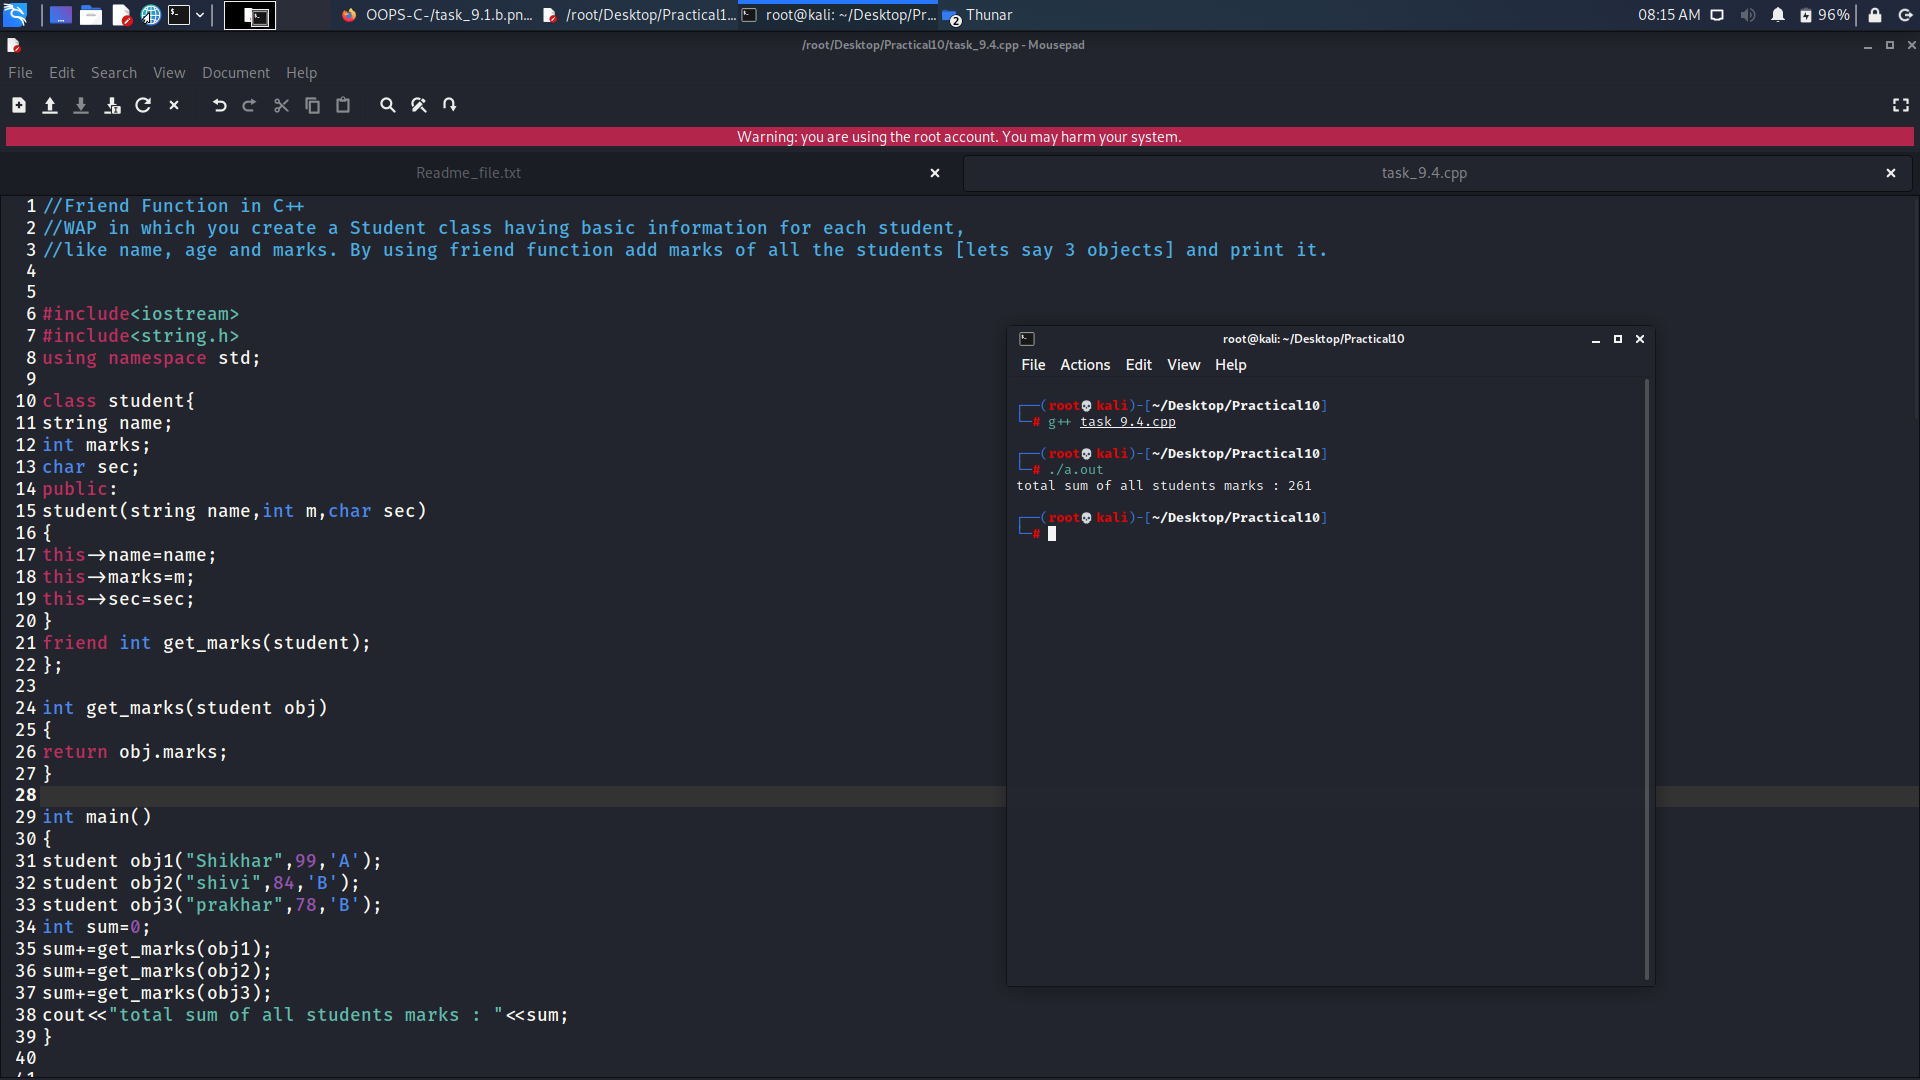 OOPS-C-/task_9.1.b.pn...
/root/Desktop/Practical1...
root@kali: ~/Desktop/Pr...
2
Thunar
08:15 AM
96%
/root/Desktop/Practical10/task_9.4.cpp - Mousepad
File Edit Search View Document Help
Warning: you are using the root account. You may harm your system.
Readme_file.txt
task_9.4.cpp
1 //Friend Function in C++
2 //WAP in which you create a Student class having basic information for each student,
3 //like name, age and marks. By using friend function add marks of all the students [lets say 3 objects] and print it.
4
5
6 #include<iostream>
7 #include<string.h>
8 using namespace std;
9
10 class student{
11 string name;
12 int marks;
13 char sec;
14 public:
15 student(string name,int m,char sec)
16 {
17 this->name=name;
18 this->marks=m;
19 this->sec=sec;
20 }
21 friend int get_marks(student);
22 };
23
24 int get_marks(student obj)
25 {
26 return obj.marks;
27 }
28
29 int main()
30 {
31 student obj1("Shikhar",99,'A');
32 student obj2("shivi",84,'B');
33 student obj3("prakhar",78,'B');
34 int sum=0;
35 sum+=get_marks(obj1);
36 sum+=get_marks(obj2);
37 sum+=get_marks(obj3);
38 cout<<"total sum of all students marks : "<<sum;
39 }
40
41
root@kali: ~/Desktop/Practical10
File Actions Edit View Help
┌──(root💀kali)-[~/Desktop/Practical10]
└─# g++ task_9.4.cpp
┌──(root💀kali)-[~/Desktop/Practical10]
└─# ./a.out
total sum of all students marks : 261
┌──(root💀kali)-[~/Desktop/Practical10]
└─#